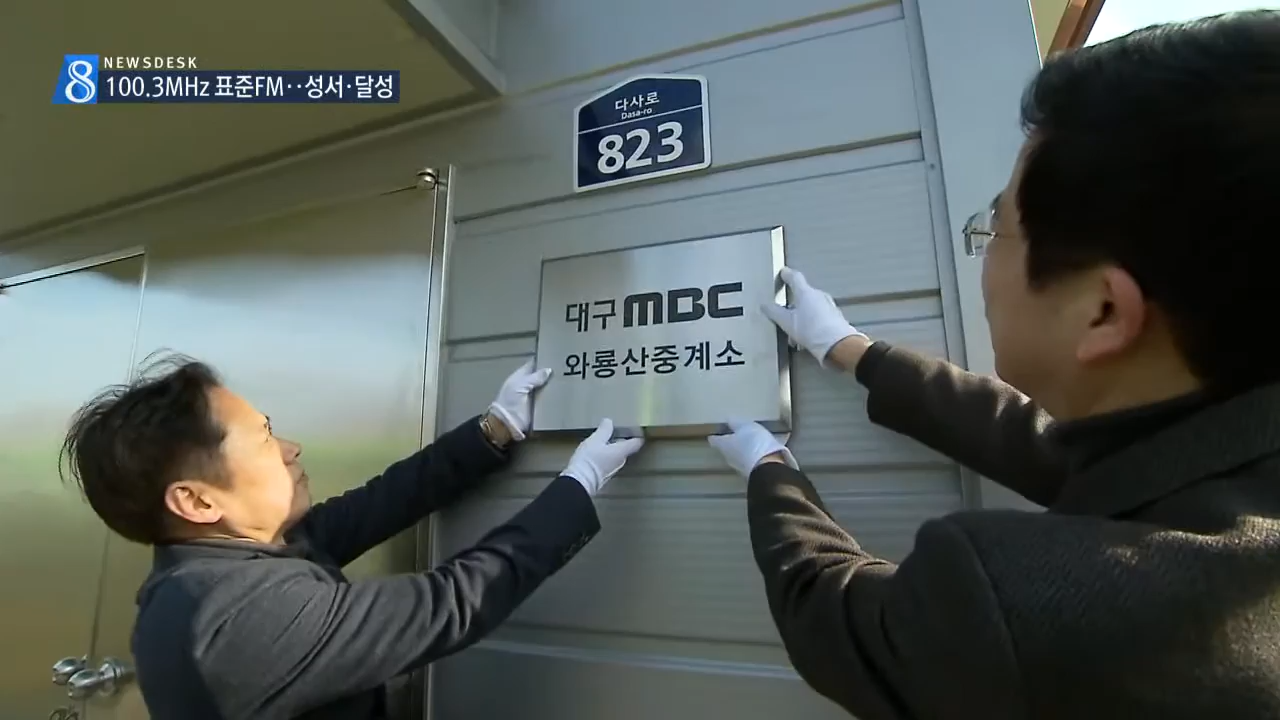 8 NEWSDESK
100.3MHz 표준FM‥성서·달성
다사로
Dasa-ro
823
대구 MBC
와룡산중계소